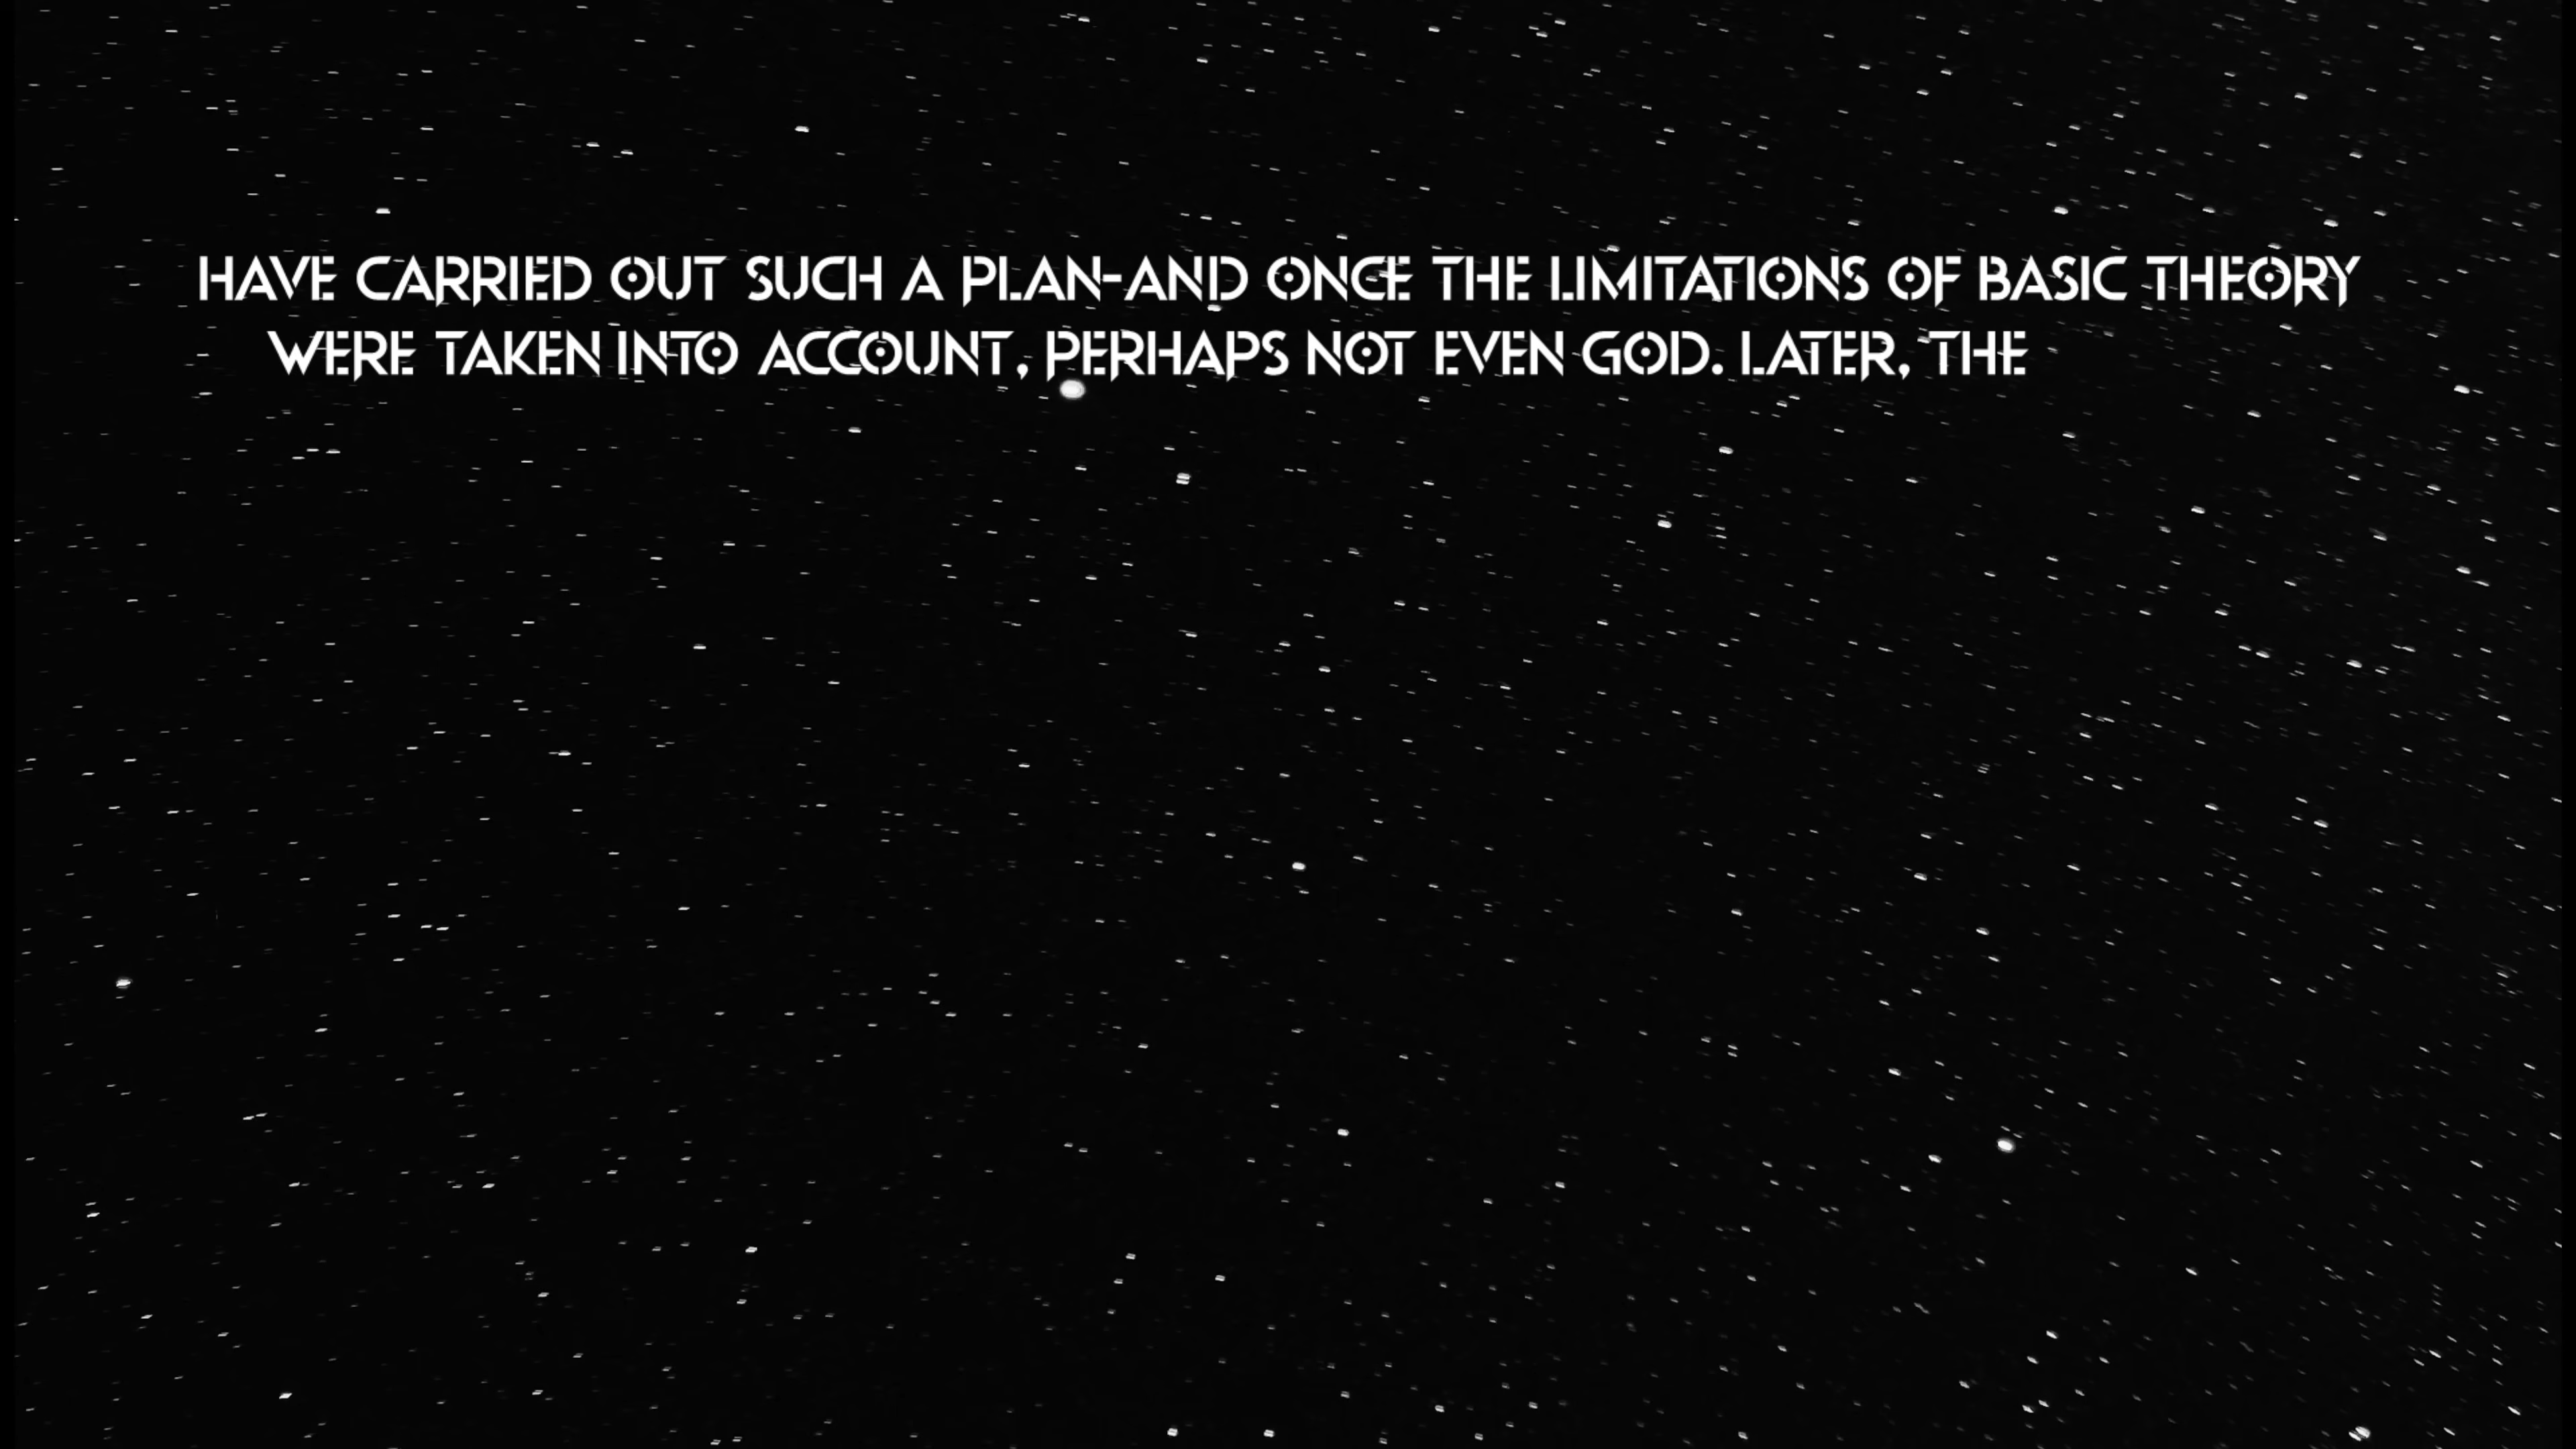 HAVE CARRIED OUT SUCH A PLAN-AND ONCE THE LIMITATIONS OF BASIC THEORY
WERE TAKEN INTO ACCOUNT, PERHAPS NOT EVEN GOD. LATER, THE